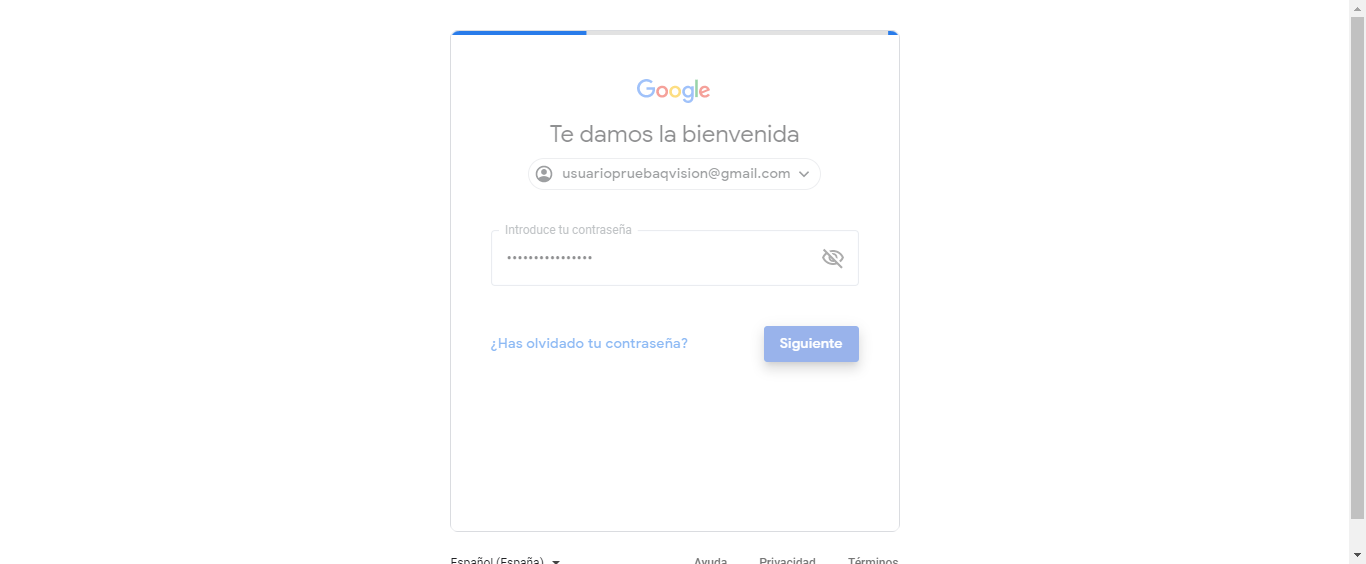 Google
Te damos la bienvenida
usuariopruebaqvision@gmail.com
Introduce tu contraseña
••••••••••••••••
¿Has olvidado tu contraseña? Siguiente
Español (España) Ayuda Privacidad Términos